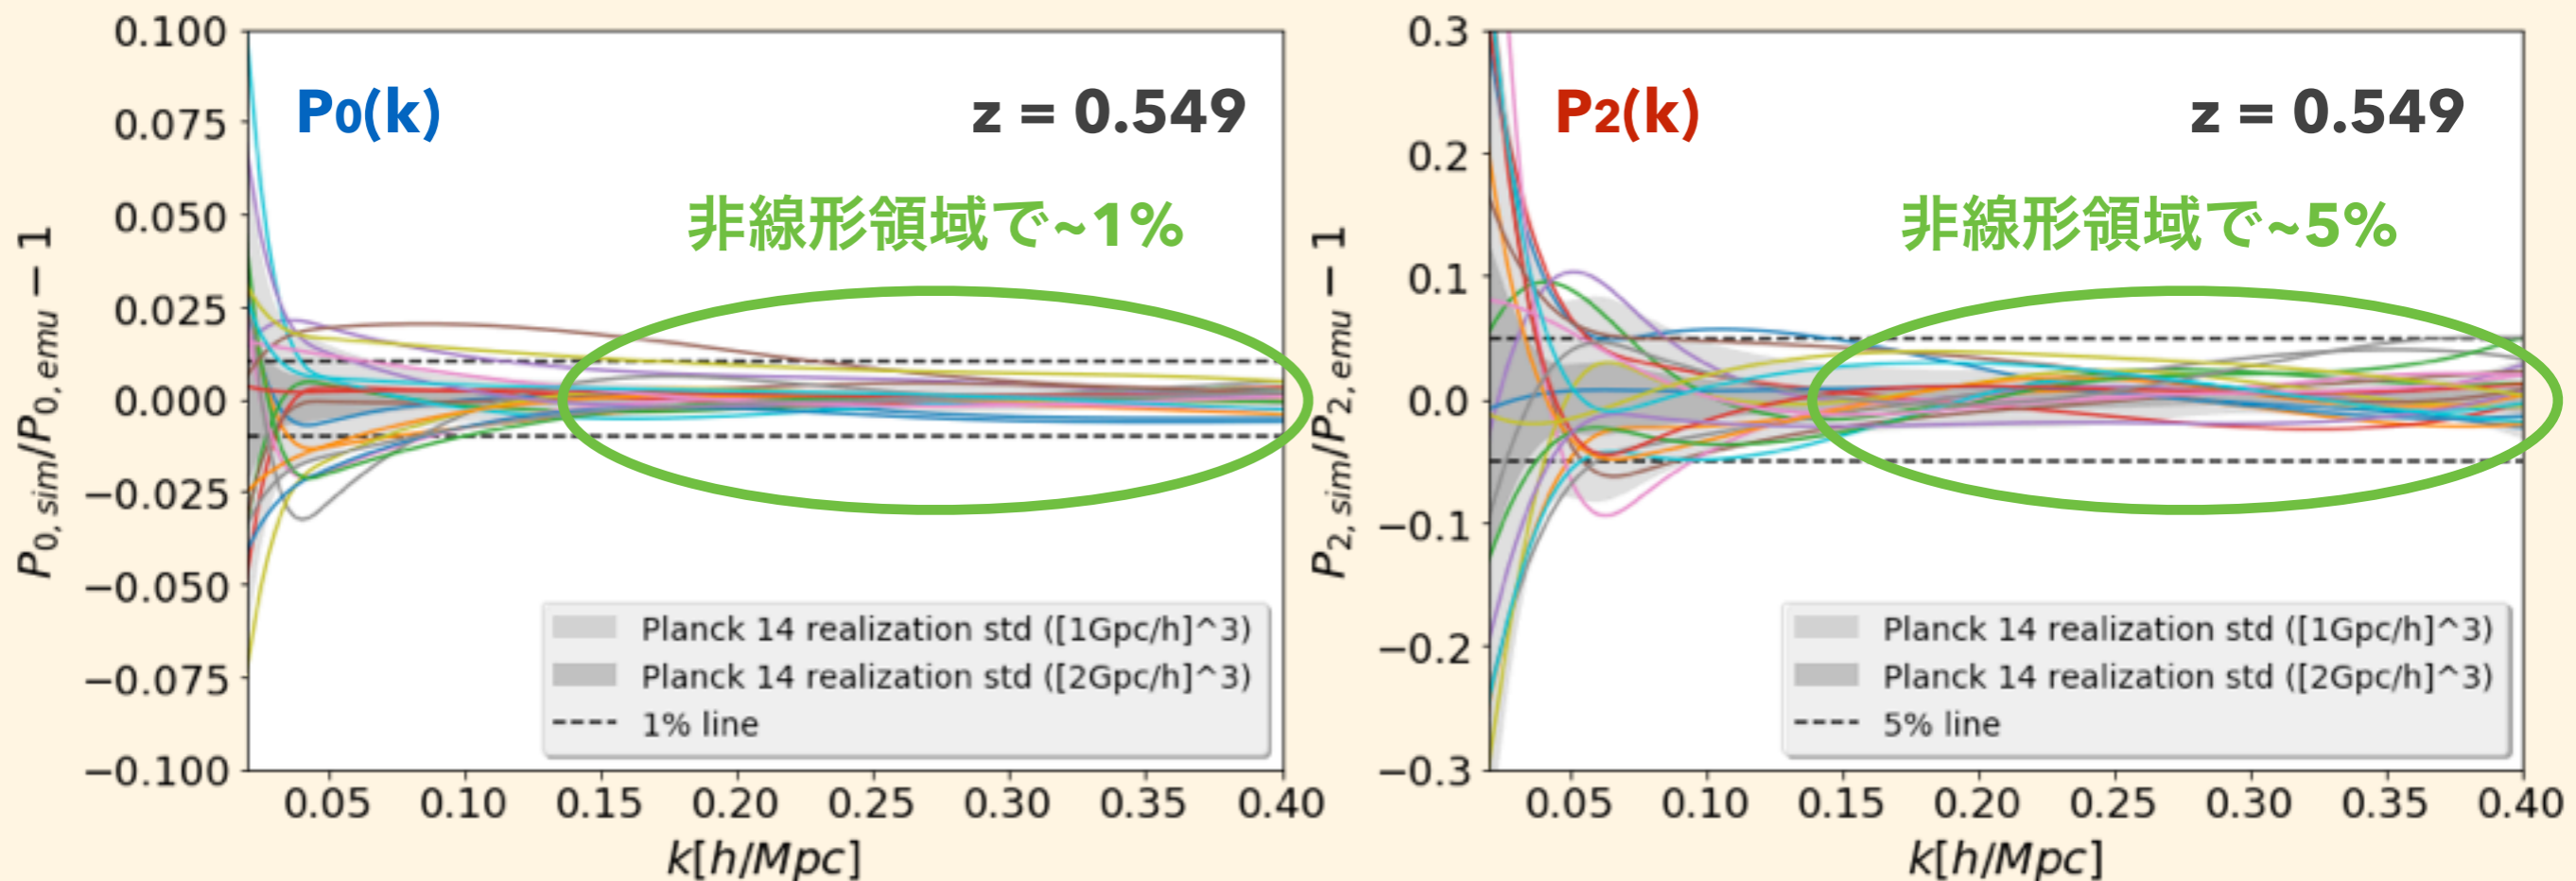 0.100
0.075
0.050
0.025
0.000
−0.025
−0.050
−0.075
−0.100
P0,sim/P0,emu − 1
P0(k)
z = 0.549
非線形領域で~1%
Planck 14 realization std ([1Gpc/h]^3)
Planck 14 realization std ([2Gpc/h]^3)
1% line
0.05 0.10 0.15 0.20 0.25 0.30 0.35 0.40
k[h/Mpc]
0.3
0.2
0.1
0.0
−0.1
−0.2
−0.3
P2,sim/P2,emu − 1
P2(k)
z = 0.549
非線形領域で~5%
Planck 14 realization std ([1Gpc/h]^3)
Planck 14 realization std ([2Gpc/h]^3)
5% line
0.05 0.10 0.15 0.20 0.25 0.30 0.35 0.40
k[h/Mpc]